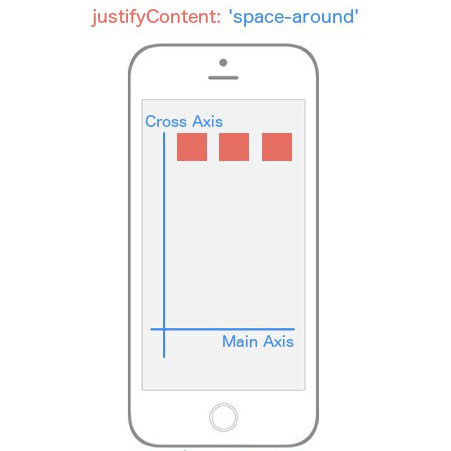 justifyContent: 'space-around'
Cross Axis
Main Axis